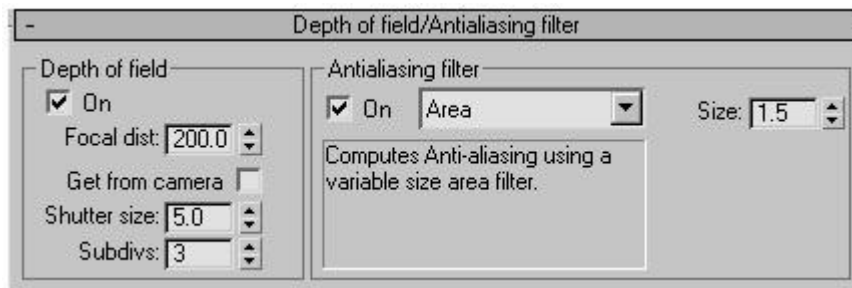 - Depth of field/Antialiasing filter
Depth of field
On
Focal dist: 200.0
Get from camera
Shutter size: 5.0
Subdivs: 3
Antialiasing filter
On Area Size: 1.5
Computes Anti-aliasing using a
variable size area filter.